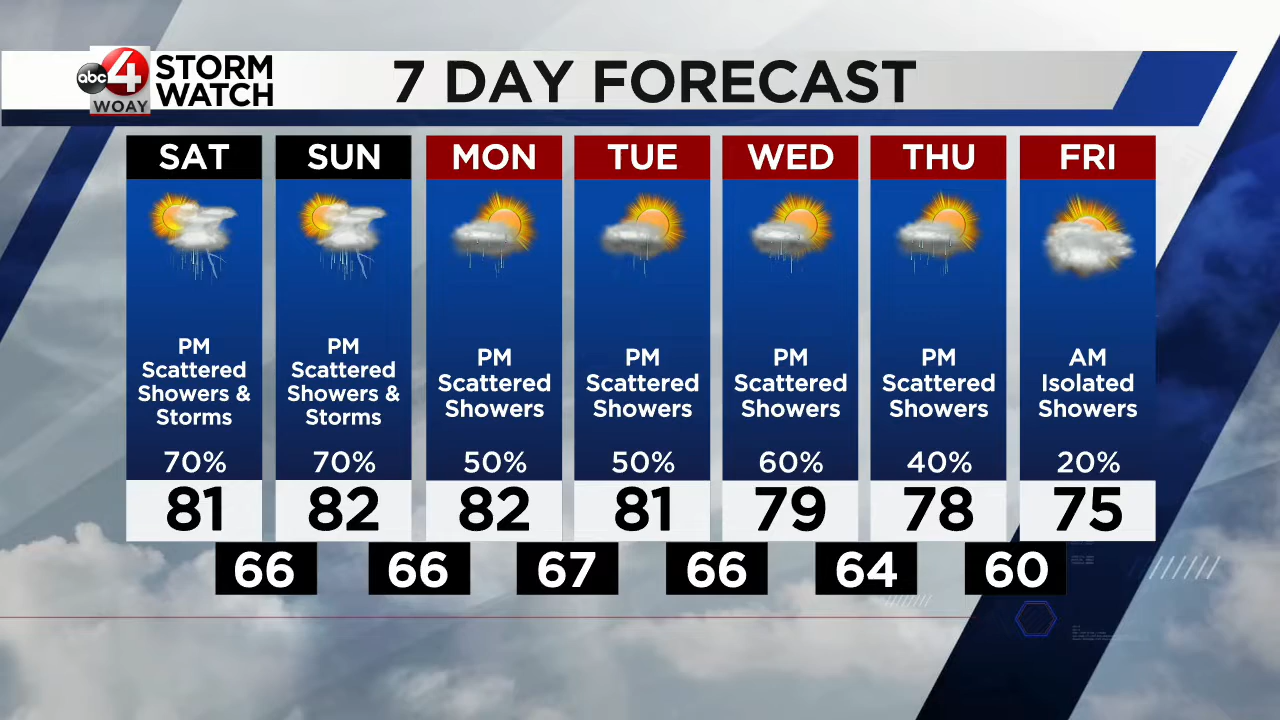 abc 4
WOAY
STORM
WATCH
7 DAY FORECAST
SAT
PM
Scattered
Showers &
Storms
70%
81
SUN
PM
Scattered
Showers &
Storms
70%
82
MON
PM
Scattered
Showers
50%
82
TUE
PM
Scattered
Showers
50%
81
WED
PM
Scattered
Showers
60%
79
THU
PM
Scattered
Showers
40%
78
FRI
AM
Isolated
Showers
20%
75
66
66
67
66
64
60